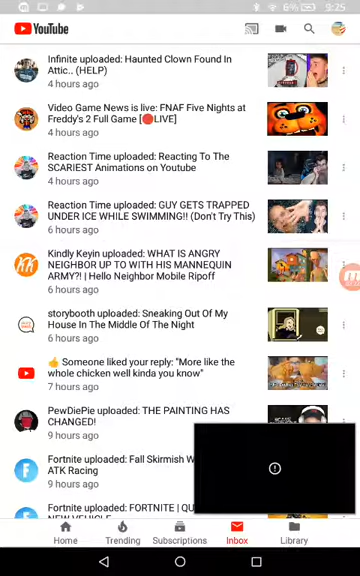 6%
9:25
YouTube
Infinite uploaded: Haunted Clown Found In
Attic.. (HELP)
4 hours ago
Video Game News is live: FNAF Five Nights at
Freddy's 2 Full Game [🔴LIVE]
4 hours ago
Reaction Time uploaded: Reacting To The
SCARIEST Animations on Youtube
4 hours ago
Reaction Time uploaded: GUY GETS TRAPPED
UNDER ICE WHILE SWIMMING!! (Don't Try This)
6 hours ago
Kindly Keyin uploaded: WHAT IS ANGRY
NEIGHBOR UP TO WITH HIS MANNEQUIN
ARMY?! | Hello Neighbor Mobile Ripoff
6 hours ago
storybooth uploaded: Sneaking Out Of My
House In The Middle Of The Night
6 hours ago
👍 Someone liked your reply: "More like the
whole chicken well kinda you know"
7 hours ago
PewDiePie uploaded: THE PAINTING HAS
CHANGED!
9 hours ago
Fortnite uploaded: Fall Skirmish W
ATK Racing
9 hours ago
Fortnite uploaded: FORTNITE | QU
NEW VEHICLE
Home
Trending
Subscriptions
Inbox
Library